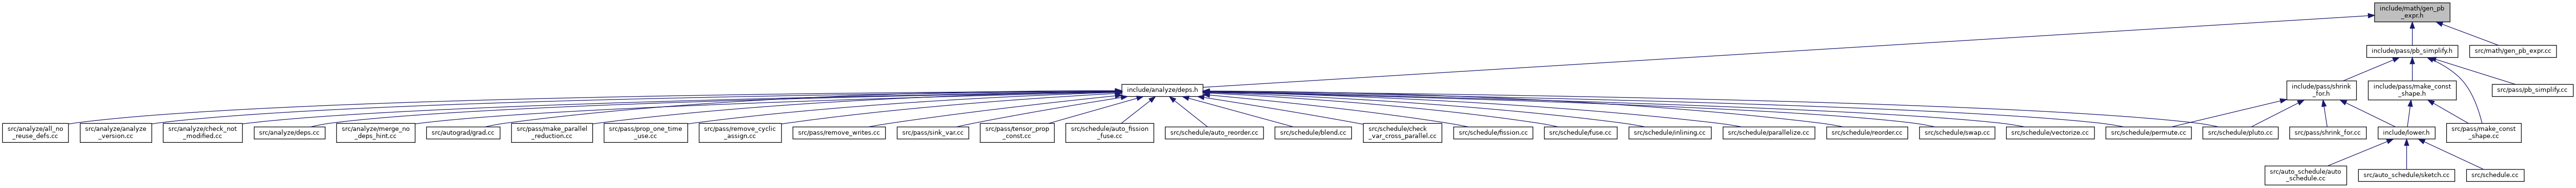 include/math/gen_pb
_expr.h
include/pass/pb_simplify.h
src/math/gen_pb_expr.cc
include/analyze/deps.h
include/pass/shrink
_for.h
include/pass/make_const
_shape.h
src/pass/pb_simplify.cc
src/analyze/all_no
_reuse_defs.cc
src/analyze/analyze
_version.cc
src/analyze/check_not
_modified.cc
src/analyze/deps.cc
src/analyze/merge_no
_deps_hint.cc
src/autograd/grad.cc
src/pass/make_parallel
_reduction.cc
src/pass/prop_one_time
_use.cc
src/pass/remove_cyclic
_assign.cc
src/pass/remove_writes.cc
src/pass/sink_var.cc
src/pass/tensor_prop
_const.cc
src/schedule/auto_fission
_fuse.cc
src/schedule/auto_reorder.cc
src/schedule/blend.cc
src/schedule/check
_var_cross_parallel.cc
src/schedule/fission.cc
src/schedule/fuse.cc
src/schedule/inlining.cc
src/schedule/parallelize.cc
src/schedule/reorder.cc
src/schedule/swap.cc
src/schedule/vectorize.cc
src/schedule/permute.cc
src/schedule/pluto.cc
src/pass/shrink_for.cc
include/lower.h
src/pass/make_const
_shape.cc
src/auto_schedule/auto
_schedule.cc
src/auto_schedule/sketch.cc
src/schedule.cc